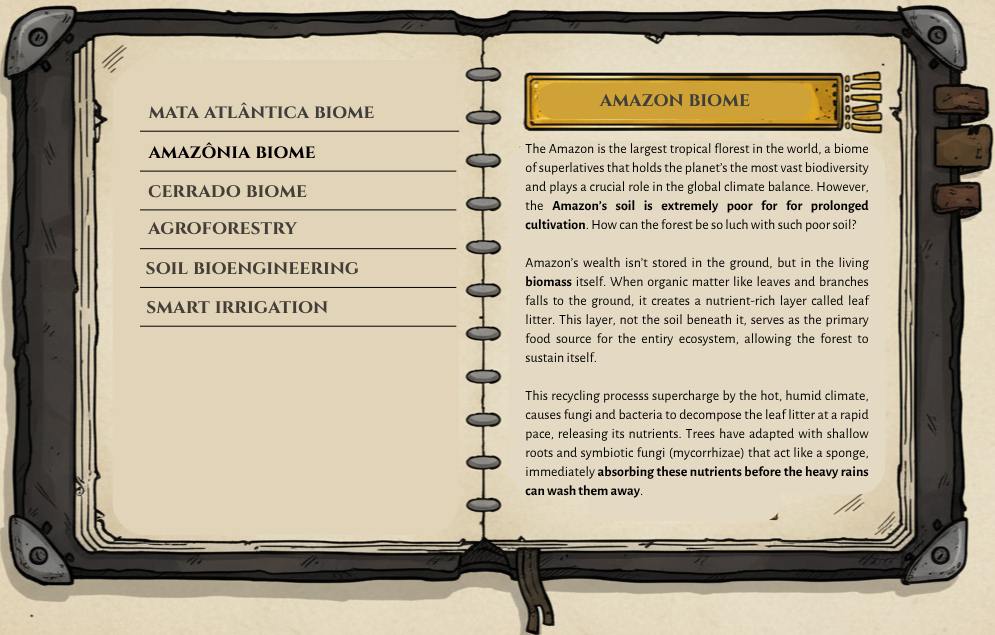 MATA ATLÂNTICA BIOME
AMAZÔNIA BIOME
CERRADO BIOME
AGROFORESTRY
SOIL BIOENGINEERING
SMART IRRIGATION
AMAZON BIOME
The Amazon is the largest tropical florest in the world, a biome
of superlatives that holds the planet's the most vast biodiversity
and plays a crucial role in the global climate balance. However,
the Amazon's soil is extremely poor for for prolonged
cultivation. How can the forest be so luch with such poor soil?
Amazon's wealth isn't stored in the ground, but in the living
biomass itself. When organic matter like leaves and branches
falls to the ground, it creates a nutrient-rich layer called leaf
litter. This layer, not the soil beneath it, serves as the primary
food source for the entiry ecosystem, allowing the forest to
sustain itself.
This recycling processs supercharge by the hot, humid climate,
causes fungi and bacteria to decompose the leaf litter at a rapid
pace, releasing its nutrients. Trees have adapted with shallow
roots and symbiotic fungi (mycorrhizae) that act like a sponge,
immediately absorbing these nutrients before the heavy rains
can wash them away.